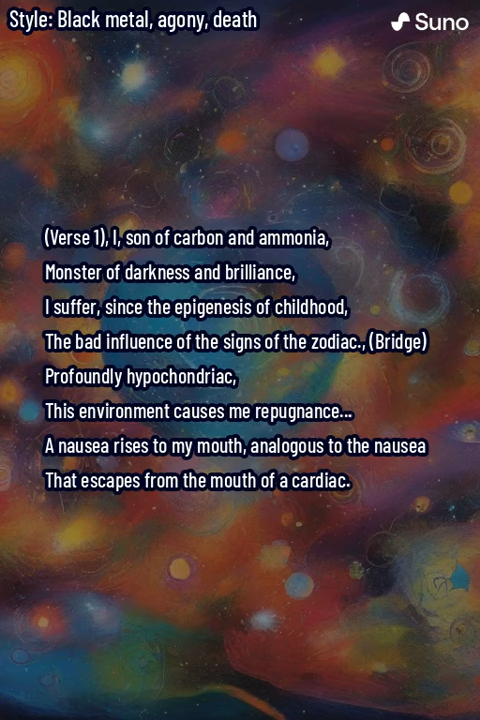 Style: Black metal, agony, death
Suno
(Verse 1), I, son of carbon and ammonia,
Monster of darkness and brilliance,
I suffer, since the epigenesis of childhood,
The bad influence of the signs of the zodiac., (Bridge)
Profoundly hypochondriac,
This environment causes me repugnance...
A nausea rises to my mouth, analogous to the nausea
That escapes from the mouth of a cardiac.